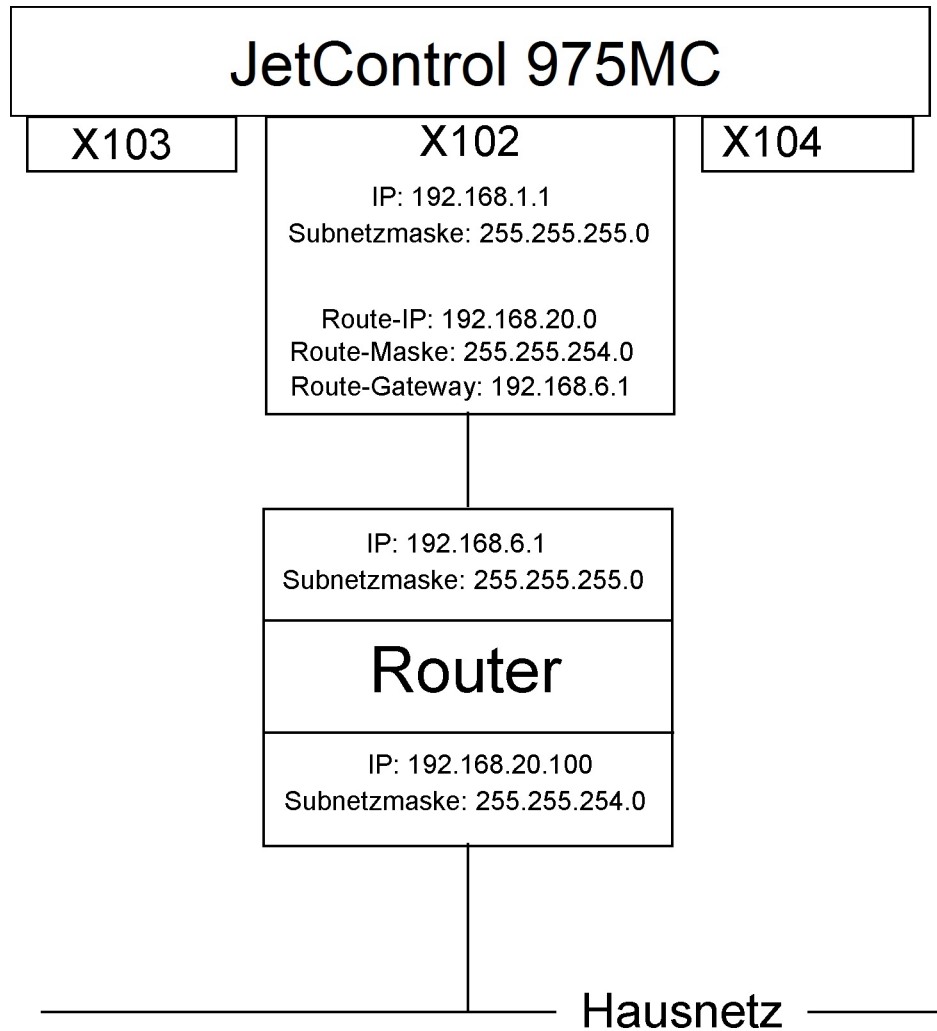 JetControl 975MC
X103
X102
X104
IP: 192.168.1.1
Subnetzmaske: 255.255.255.0
Route-IP: 192.168.20.0
Route-Maske: 255.255.254.0
Route-Gateway: 192.168.6.1
IP: 192.168.6.1
Subnetzmaske: 255.255.255.0
Router
IP: 192.168.20.100
Subnetzmaske: 255.255.254.0
Hausnetz